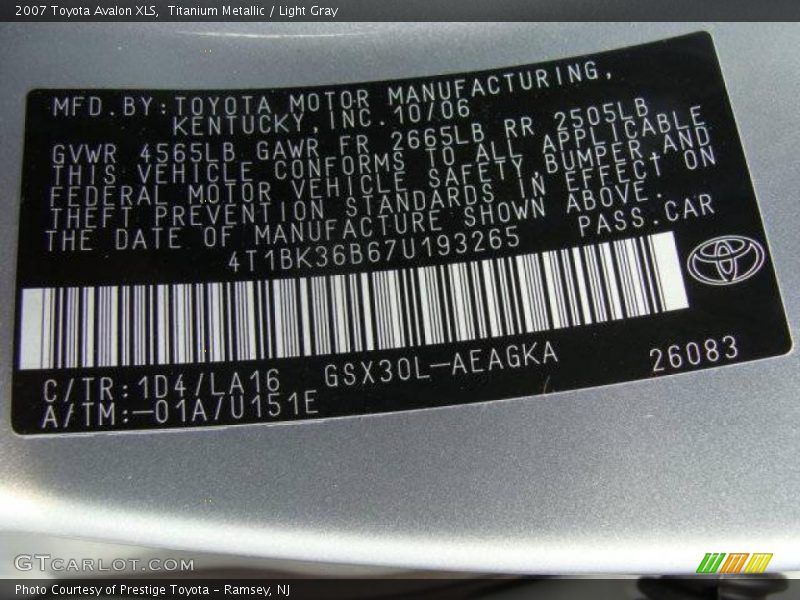 2007 Toyota Avalon XLS,  Titanium Metallic / Light Gray
MFD.BY:TOYOTA MOTOR MANUFACTURING,
KENTUCKY,INC.10/06
GVWR 4565LB GAWR FR 2665LB RR 2505LB
THIS VEHICLE CONFORMS TO ALL APPLICABLE
FEDERAL MOTOR VEHICLE SAFETY,BUMPER,AND
THEFT PREVENTION STANDARDS IN EFFECT ON
THE DATE OF MANUFACTURE SHOWN ABOVE.
4T1BK36B67U193265 PASS.CAR
C/TR:1D4/LA16 GSX30L-AEAGKA 26083
A/TM:-01A/U151E
GTCARLOT.COM
Photo Courtesy of Prestige Toyota - Ramsey, NJ